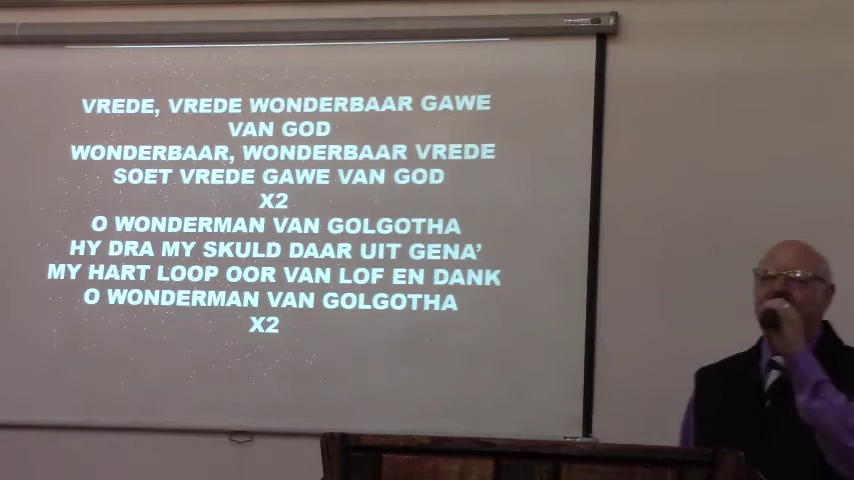 VREDE, VREDE WONDERBAAR GAWE
VAN GOD
WONDERBAAR, WONDERBAAR VREDE
SOET VREDE GAWE VAN GOD
X2
O WONDERMAN VAN GOLGOTHA
HY DRA MY SKULD DAAR UIT GENA’
MY HART LOOP OOR VAN LOF EN DANK
O WONDERMAN VAN GOLGOTHA
X2